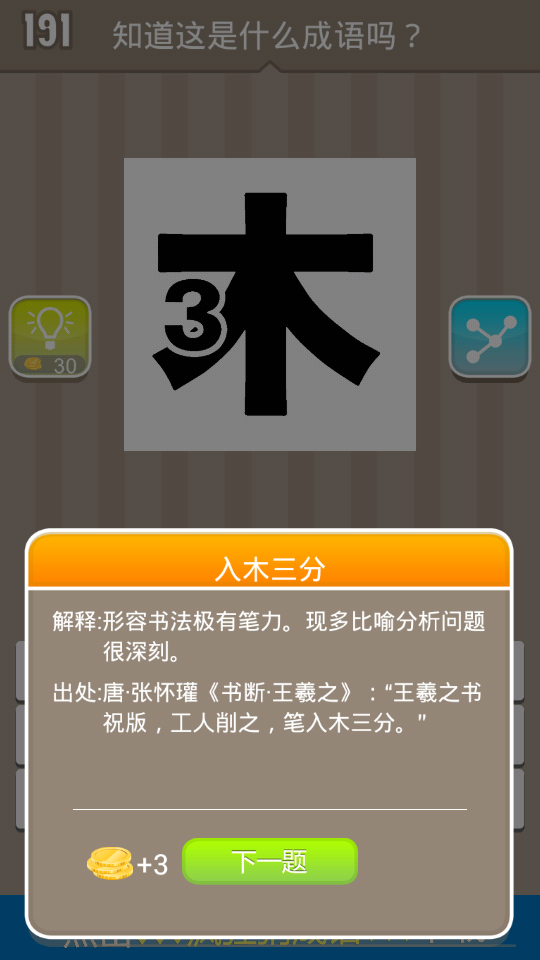 191
知道这是什么成语吗？
木
3
30
入木三分
解释:形容书法极有笔力。现多比喻分析问题
很深刻。
出处:唐·张怀瓘《书断·王羲之》：“王羲之书
祝版，工人削之，笔入木三分。”
+3
下一题